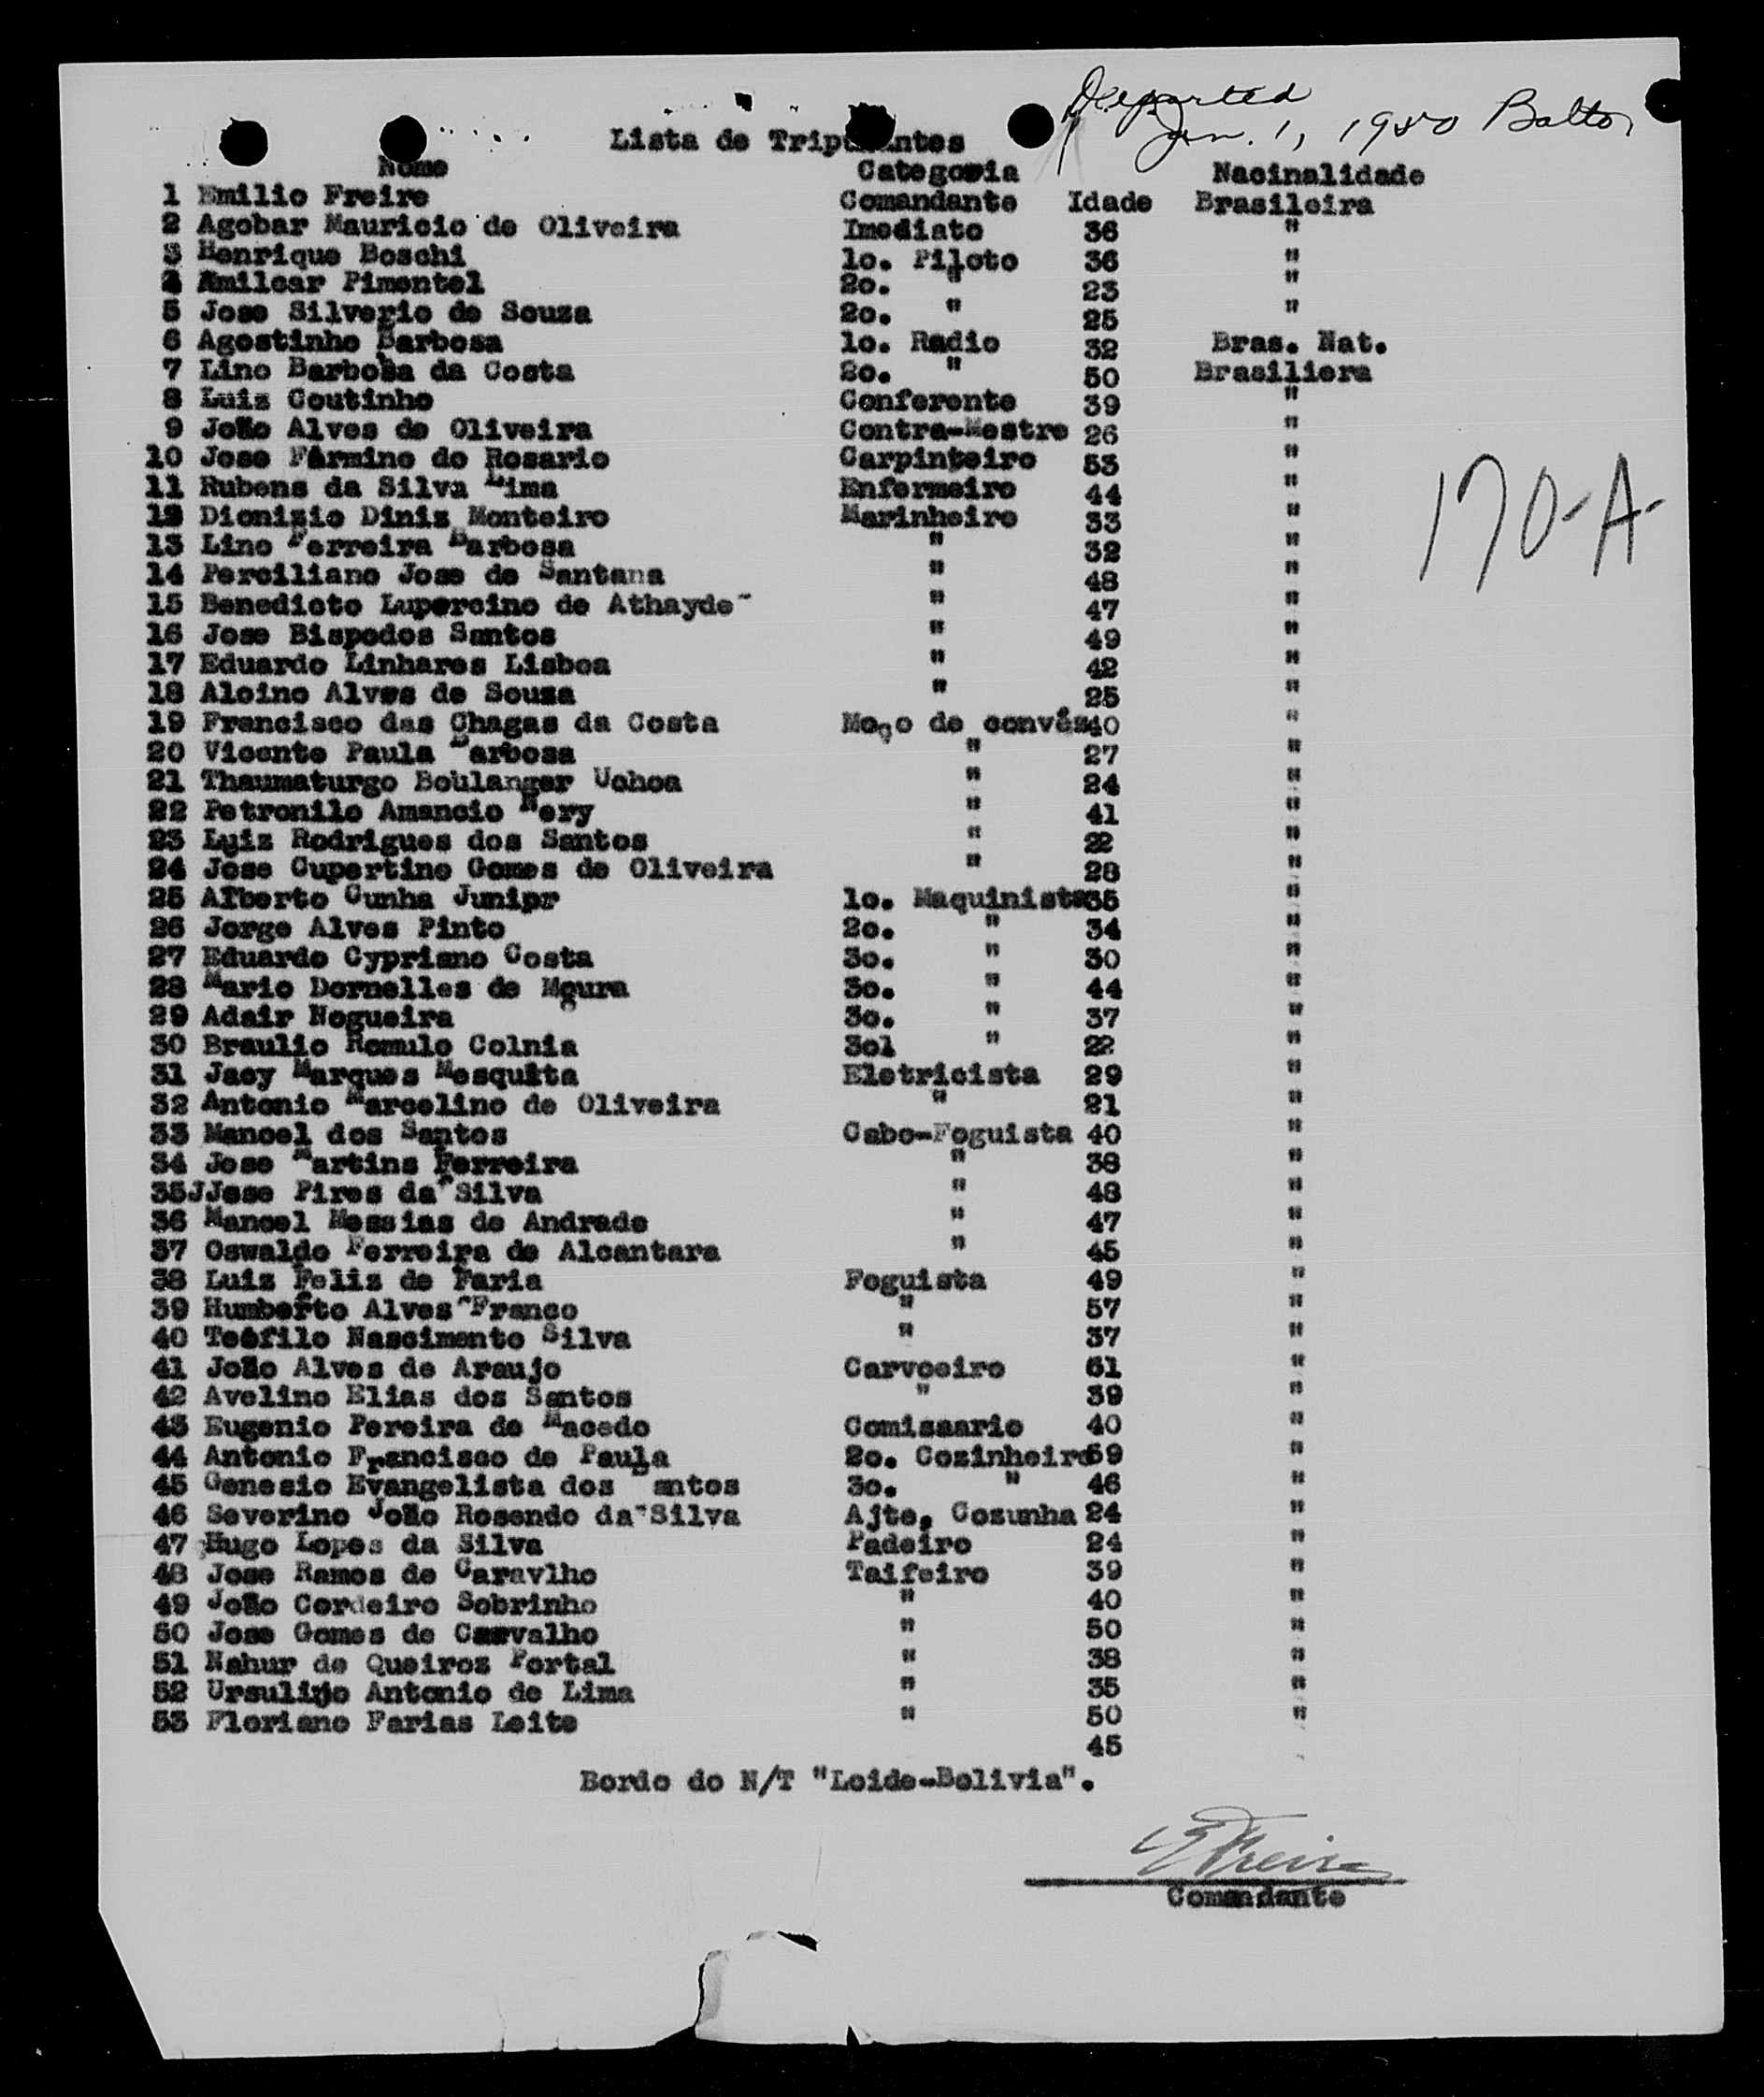 Departed
Jan. 1, 1950 Balto,
Lista de Trip ntes
Nome Categoria Nacinalidade
1 Emilio Freire Comandante Idade Brasileira
2 Agobar Mauricio de Oliveira Imediato 36 "
3 Henrique Boschi 1o. Piloto 36 "
4 Amilcar Pimentel 2o. " 23 "
5 Jose Silverio de Souza 2o. " 25 "
6 Agostinho Barbosa 1o. Radio 32 Bras. Nat.
7 Lino Barbosa da Costa 2o. " 50 Brasiliera
8 Luiz Coutinho Conferente 39 "
9 João Alves de Oliveira Contra-Mestre 26 "
10 Jose Fármino do Rosario Carpinteiro 53 "
11 Rubens da Silva Lima Enfermeiro 44 "
12 Dionizio Diniz Monteiro Marinheiro 33 "
13 Lino Ferreira Barbosa " 32 "
14 Perciliano Jose de Santana " 48 "
15 Benedicto Lupercino de Athayde " 47 "
16 Jose Bispodos Santos " 49 "
17 Eduardo Linhares Lisboa " 42 "
18 Alcino Alves de Souza " 25 "
19 Francisco das Chagas da Costa Moço de convés 40 "
20 Vicente Paula Barbosa " 27 "
21 Thaumaturgo Boulanger Uchoa " 24 "
22 Petronilo Amancio Nery " 41 "
23 Luiz Rodrigues dos Santos " 22 "
24 Jose Cupertino Gomes de Oliveira " 28 "
25 Alberto Cunha Junipr 1o. Maquinista 35 "
26 Jorge Alves Pinto 2o. " 34 "
27 Eduardo Cypriano Costa 3o. " 30 "
28 Mario Dornelles de Moura 3o. " 44 "
29 Adair Nogueira 3o. " 37 "
30 Braulio Romulo Colnia 3ol " 22 "
31 Jacy Marques Mesquita Eletricista 29 "
32 Antonio Marcelino de Oliveira " 21 "
33 Manoel dos Santos Cabo-Foguista 40 "
34 Jose Martins Ferreira " 38 "
35JJose Pires da Silva " 48 "
36 Manoel Messias de Andrade " 47 "
37 Oswaldo Ferreira de Alcantara " 45 "
38 Luiz Feliz de Faria Foguista 49 "
39 Humberto Alves Franco " 57 "
40 Teófilo Nascimento Silva " 37 "
41 João Alves de Araujo Carvoeiro 61 "
42 Avelino Elias dos Santos " 39 "
43 Eugenio Pereira de Macedo Comissario 40 "
44 Antonio Francisco de Paula 2o. Cozinheiro 59 "
45 Genesio Evangelista dos antos 3o. " 46 "
46 Severino João Rosendo da Silva Ajte. Cozunha 24 "
47 Hugo Lopes da Silva Padeiro 24 "
48 Jose Ramos de Caravlho Taifeiro 39 "
49 João Cordeiro Sobrinho " 40 "
50 Jose Gomes de Carvalho " 50 "
51 Nahur de Queiroz Portal " 38 "
52 Ursulino Antonio de Lima " 35 "
53 Floriano Farias Leite " 50 "
45
170-A-
Bordo do N/T "Loide-Bolivia".
EFreire
Comandante